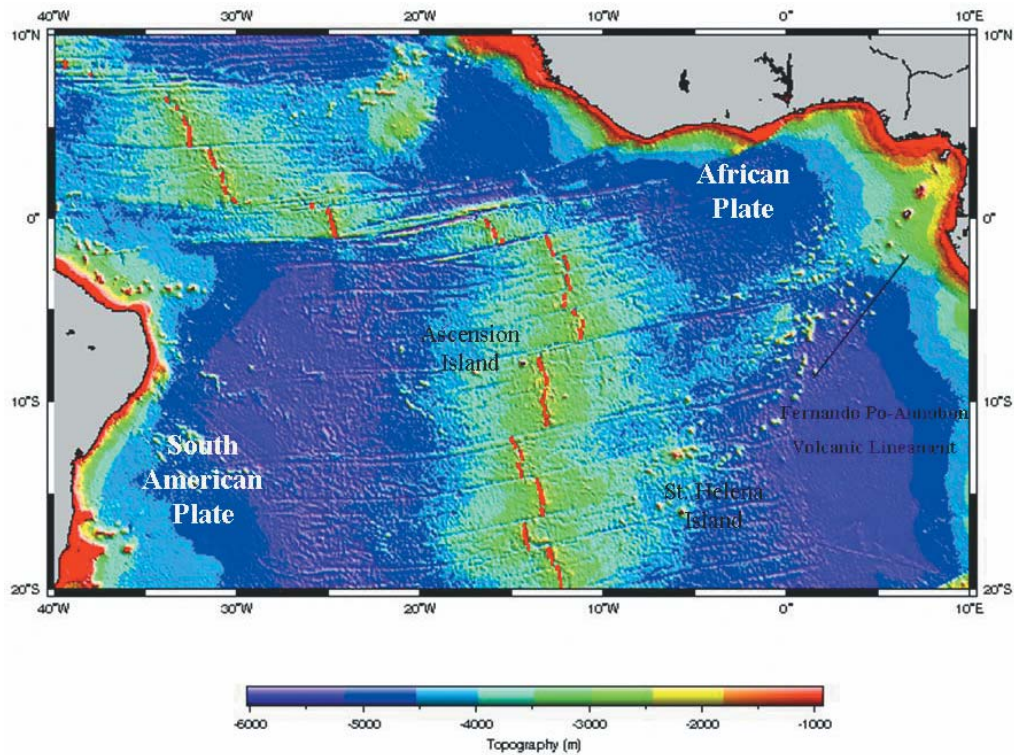 40°W 30°W 20°W 10°W 0° 10°E
10°N 10°N
African
Plate
0° 0°
Ascension
Island
10°S 10°S
Fernando Po-Annobon
Volcanic Lineament
South
American
Plate
St. Helena
Island
20°S 20°S
40°W 30°W 20°W 10°W 0° 10°E
-6000 -5000 -4000 -3000 -2000 -1000
Topography (m)